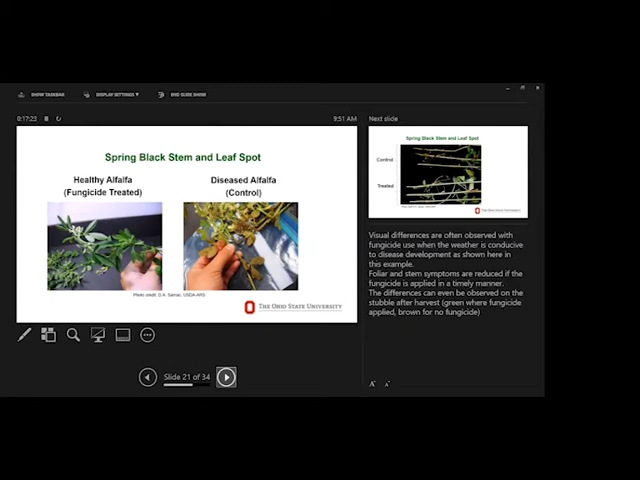 SHOW TASKBAR
DISPLAY SETTINGS ▾
END SLIDE SHOW
0:17:23
9:51 AM
Spring Black Stem and Leaf Spot
Healthy Alfalfa
(Fungicide Treated)
Diseased Alfalfa
(Control)
Photo credit: D.A. Samac, USDA-ARS
THE OHIO STATE UNIVERSITY
Slide 21 of 34
Next slide
Spring Black Stem and Leaf Spot
Control
Treated
THE OHIO STATE UNIVERSITY
Visual differences are often observed with
fungicide use when the weather is conducive
to disease development as shown here in
this example.
Foliar and stem symptoms are reduced if the
fungicide is applied in a timely manner.
The differences can even be observed on the
stubble after harvest (green where fungicide
applied, brown for no fungicide)
A A